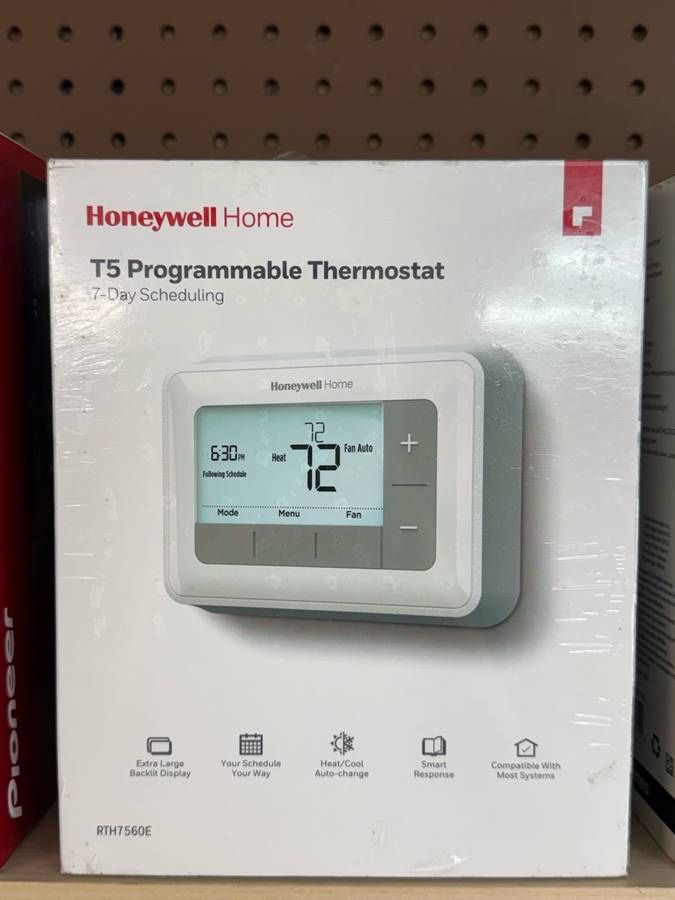 Honeywell Home
T5 Programmable Thermostat
7-Day Scheduling
Honeywell Home
72
6:30 PM
Heat
72
Fan Auto
Following Schedule
+
Mode
Menu
Fan
−
Extra Large
Backlit Display
Your Schedule
Your Way
Heat/Cool
Auto-change
Smart
Response
Compatible With
Most Systems
RTH7560E
Pioneer